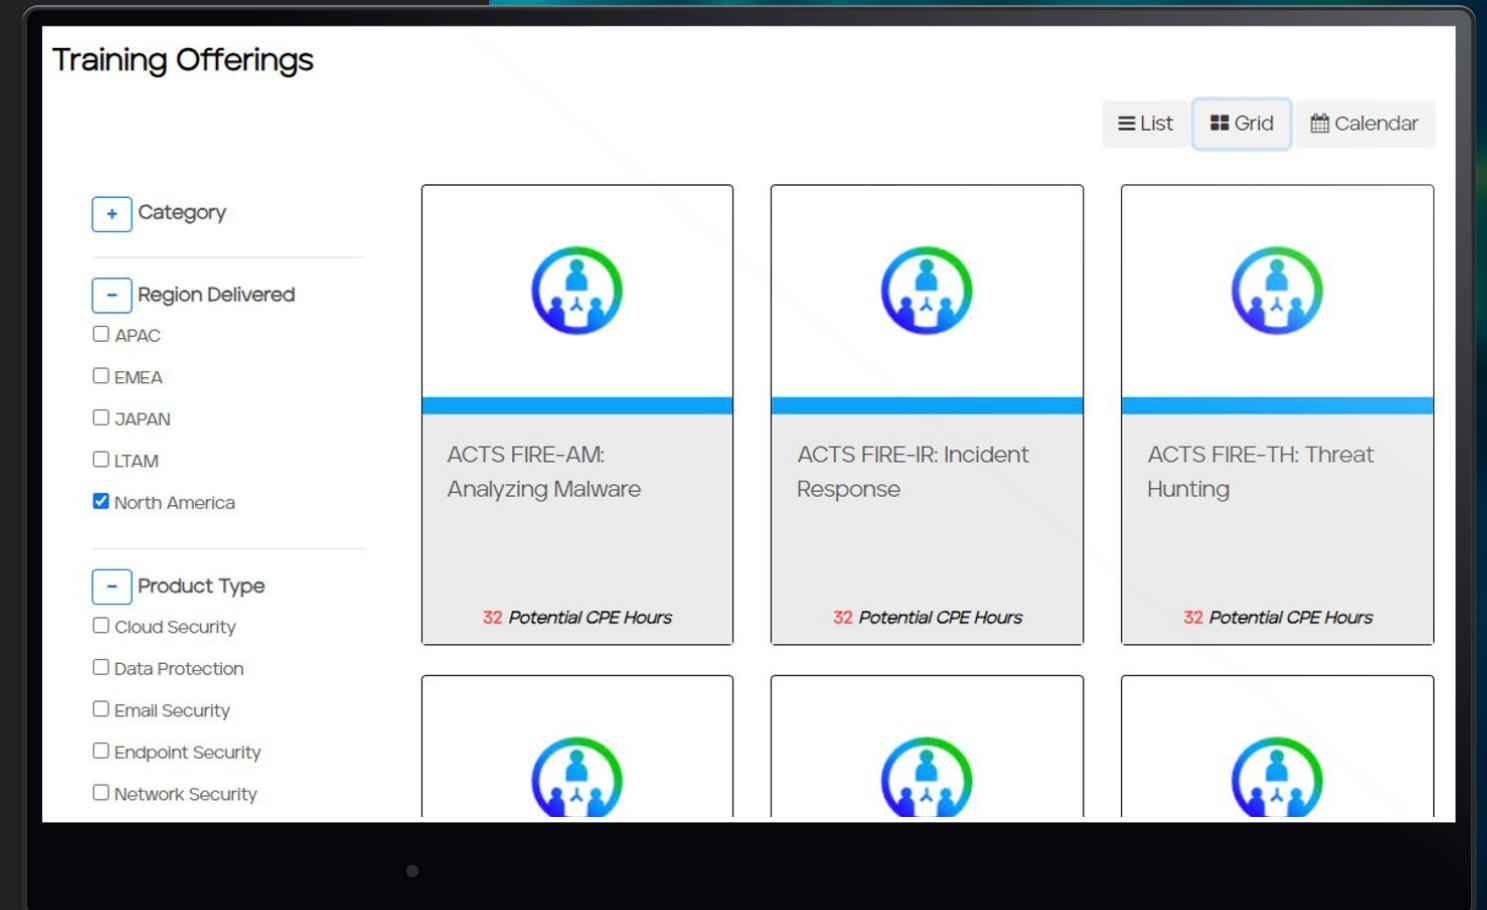 Training Offerings
List
Grid
Calendar
+ Category
- Region Delivered
APAC
EMEA
JAPAN
LTAM
North America
- Product Type
Cloud Security
Data Protection
Email Security
Endpoint Security
Network Security
ACTS FIRE-AM:
Analyzing Malware
32 Potential CPE Hours
ACTS FIRE-IR: Incident
Response
32 Potential CPE Hours
ACTS FIRE-TH: Threat
Hunting
32 Potential CPE Hours